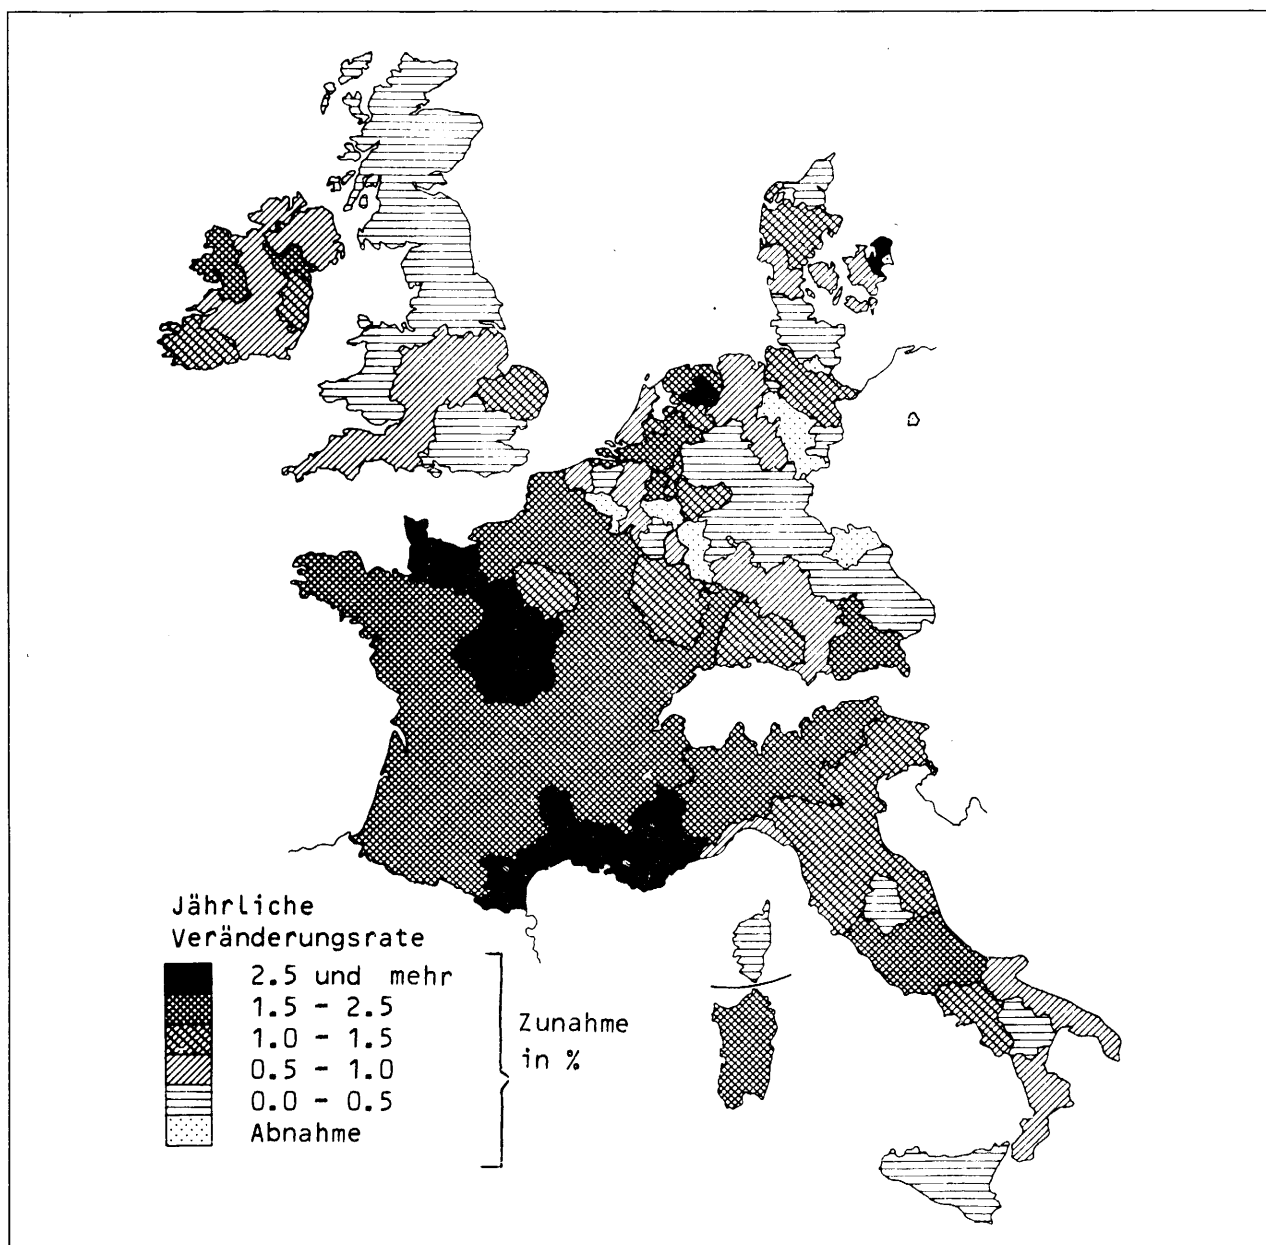 Jährliche
Veränderungsrate
2.5 und mehr
1.5 - 2.5
1.0 - 1.5
0.5 - 1.0
0.0 - 0.5
Abnahme
Zunahme
in %